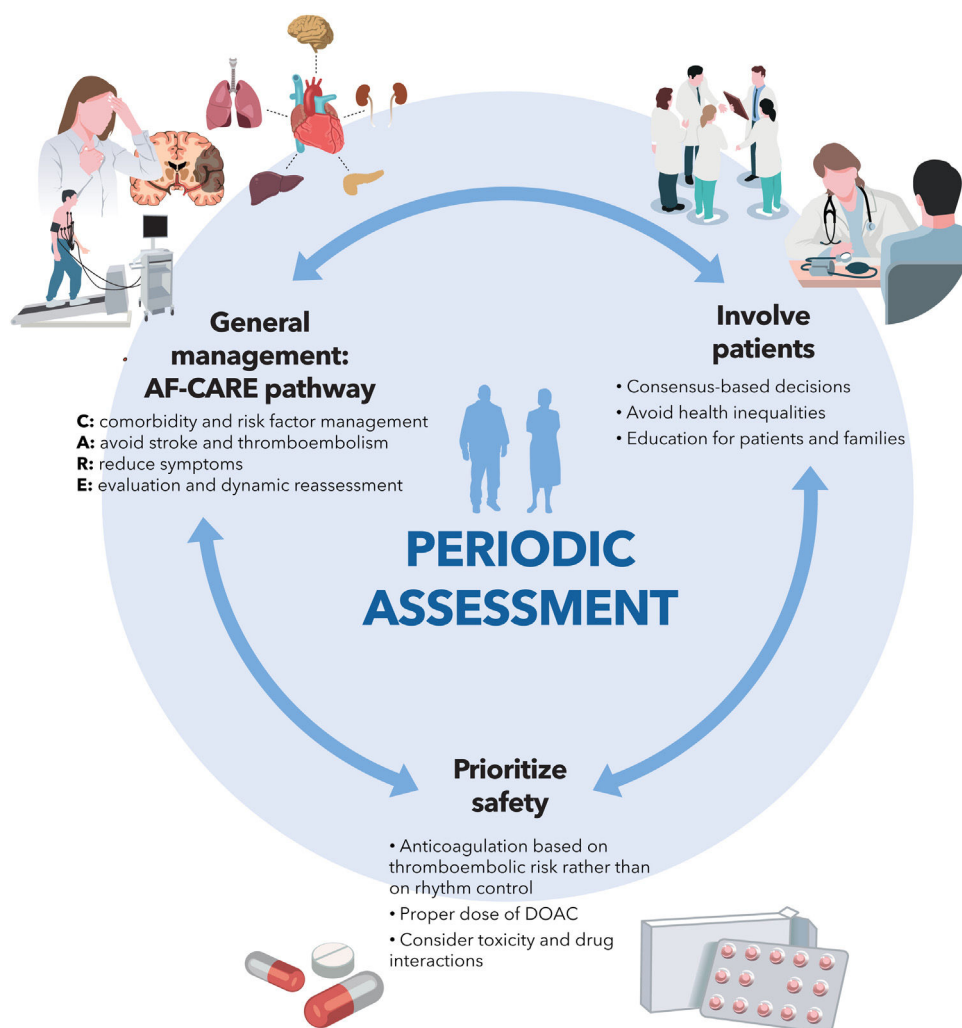 General
management:
AF-CARE pathway
C: comorbidity and risk factor management
A: avoid stroke and thromboembolism
R: reduce symptoms
E: evaluation and dynamic reassessment
Involve
patients
• Consensus-based decisions
• Avoid health inequalities
• Education for patients and families
PERIODIC
ASSESSMENT
Prioritize
safety
• Anticoagulation based on
thromboembolic risk rather than
on rhythm control
• Proper dose of DOAC
• Consider toxicity and drug
interactions